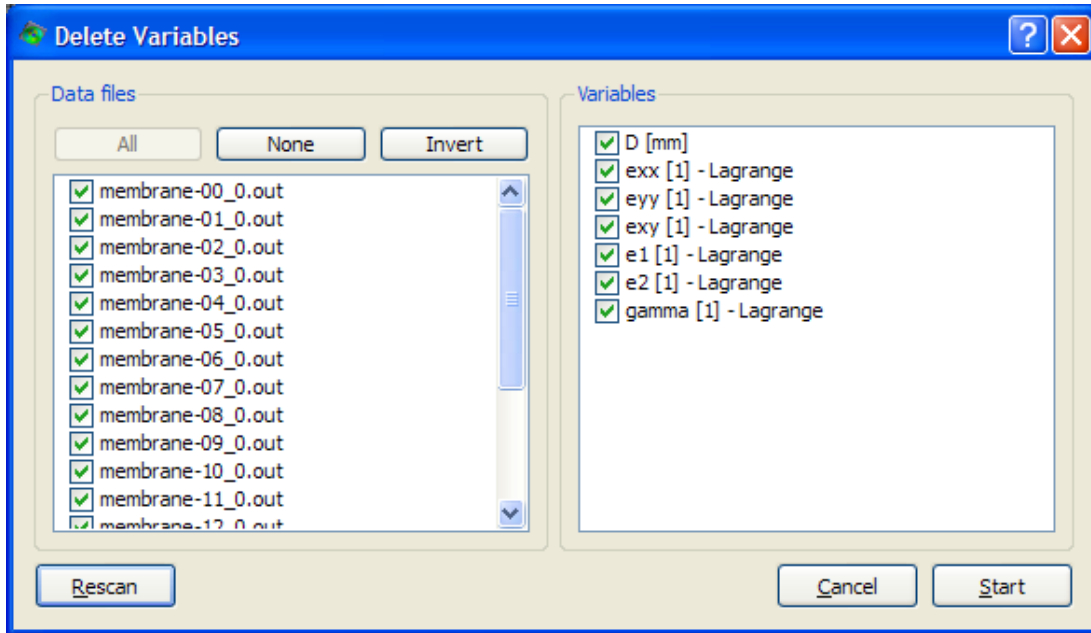 Delete Variables
Data files
All None Invert
membrane-00_0.out
membrane-01_0.out
membrane-02_0.out
membrane-03_0.out
membrane-04_0.out
membrane-05_0.out
membrane-06_0.out
membrane-07_0.out
membrane-08_0.out
membrane-09_0.out
membrane-10_0.out
membrane-11_0.out
membrane-12_0.out
Variables
D [mm]
exx [1] - Lagrange
eyy [1] - Lagrange
exy [1] - Lagrange
e1 [1] - Lagrange
e2 [1] - Lagrange
gamma [1] - Lagrange
Rescan Cancel Start